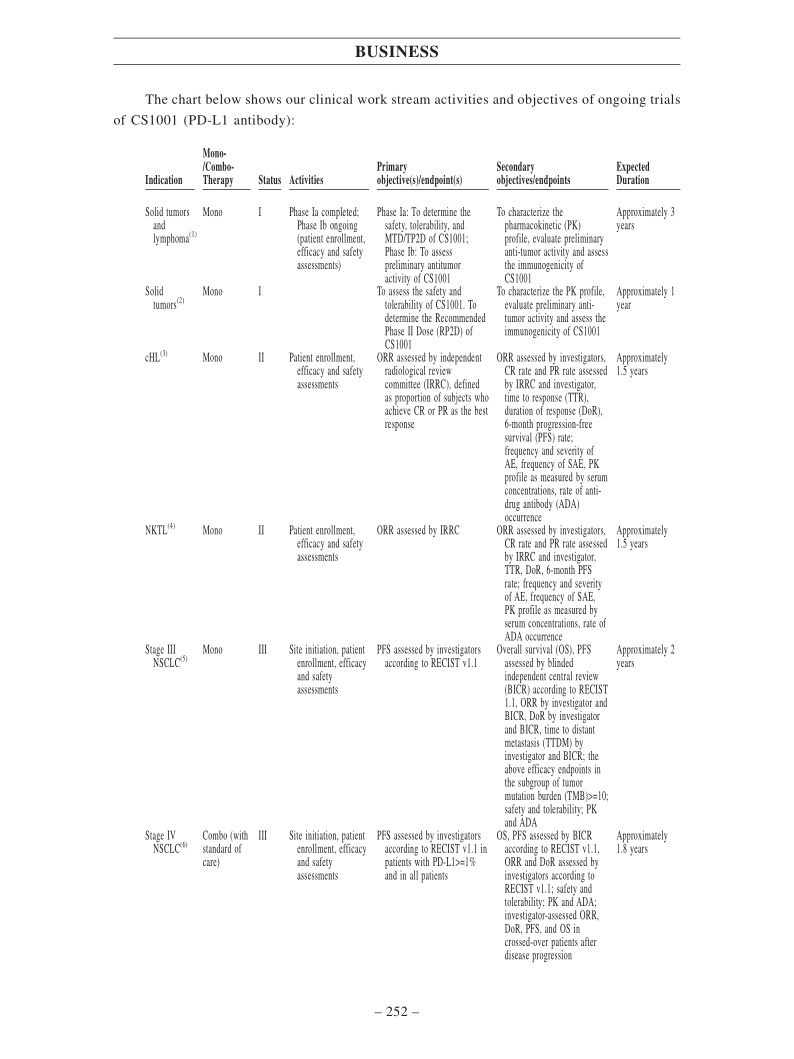 BUSINESS
The chart below shows our clinical work stream activities and objectives of ongoing trials
of CS1001 (PD-L1 antibody):
Indication
Mono-
/Combo-
Therapy
Status
Activities
Primary
objective(s)/endpoint(s)
Secondary
objectives/endpoints
Expected
Duration
Solid tumors
and
lymphoma(1)
Mono
I
Phase Ia completed;
Phase Ib ongoing
(patient enrollment,
efficacy and safety
assessments)
Phase Ia: To determine the
safety, tolerability, and
MTD/TP2D of CS1001;
Phase Ib: To assess
preliminary antitumor
activity of CS1001
To characterize the
pharmacokinetic (PK)
profile, evaluate preliminary
anti-tumor activity and assess
the immunogenicity of
CS1001
Approximately 3
years
Solid
tumors(2)
Mono
I
To assess the safety and
tolerability of CS1001. To
determine the Recommended
Phase II Dose (RP2D) of
CS1001
To characterize the PK profile,
evaluate preliminary anti-
tumor activity and assess the
immunogenicity of CS1001
Approximately 1
year
cHL(3)
Mono
II
Patient enrollment,
efficacy and safety
assessments
ORR assessed by independent
radiological review
committee (IRRC), defined
as proportion of subjects who
achieve CR or PR as the best
response
ORR assessed by investigators,
CR rate and PR rate assessed
by IRRC and investigator,
time to response (TTR),
duration of response (DoR),
6-month progression-free
survival (PFS) rate;
frequency and severity of
AE, frequency of SAE, PK
profile as measured by serum
concentrations, rate of anti-
drug antibody (ADA)
occurrence
Approximately
1.5 years
NKTL(4)
Mono
II
Patient enrollment,
efficacy and safety
assessments
ORR assessed by IRRC
ORR assessed by investigators,
CR rate and PR rate assessed
by IRRC and investigator,
TTR, DoR, 6-month PFS
rate; frequency and severity
of AE, frequency of SAE,
PK profile as measured by
serum concentrations, rate of
ADA occurrence
Approximately
1.5 years
Stage III
NSCLC(5)
Mono
III
Site initiation, patient
enrollment, efficacy
and safety
assessments
PFS assessed by investigators
according to RECIST v1.1
Overall survival (OS), PFS
assessed by blinded
independent central review
(BICR) according to RECIST
1.1, ORR by investigator and
BICR, DoR by investigator
and BICR, time to distant
metastasis (TTDM) by
investigator and BICR; the
above efficacy endpoints in
the subgroup of tumor
mutation burden (TMB)>=10;
safety and tolerability; PK
and ADA
Approximately 2
years
Stage IV
NSCLC(6)
Combo (with
standard of
care)
III
Site initiation, patient
enrollment, efficacy
and safety
assessments
PFS assessed by investigators
according to RECIST v1.1 in
patients with PD-L1>=1%
and in all patients
OS, PFS assessed by BICR
according to RECIST v1.1,
ORR and DoR assessed by
investigators according to
RECIST v1.1; safety and
tolerability; PK and ADA;
investigator-assessed ORR,
DoR, PFS, and OS in
crossed-over patients after
disease progression
Approximately
1.8 years
– 252 –